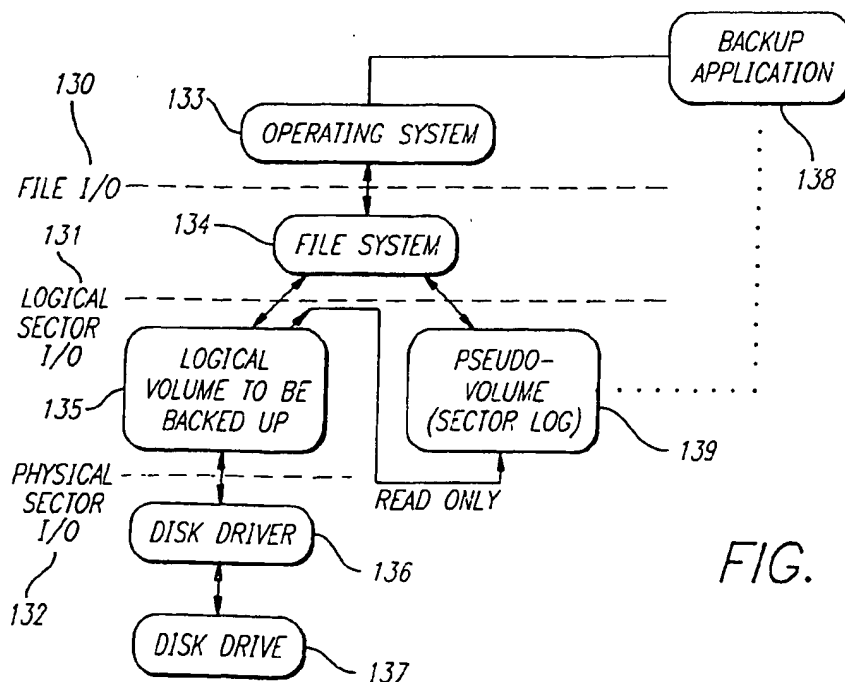 BACKUP
APPLICATION
138
130
133
OPERATING SYSTEM
FILE I/O
134
FILE SYSTEM
131
LOGICAL
SECTOR
I/O
LOGICAL
VOLUME TO BE
BACKED UP
135
PSEUDO-
VOLUME
(SECTOR LOG)
139
PHYSICAL
SECTOR
I/O
READ ONLY
132
DISK DRIVER
136
DISK DRIVE
137
FIG.